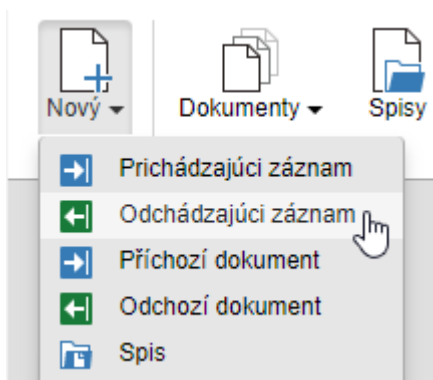 Nový
Dokumenty
Spisy
Prichádzajúci záznam
Odchádzajúci záznam
Příchozí dokument
Odchozí dokument
Spis